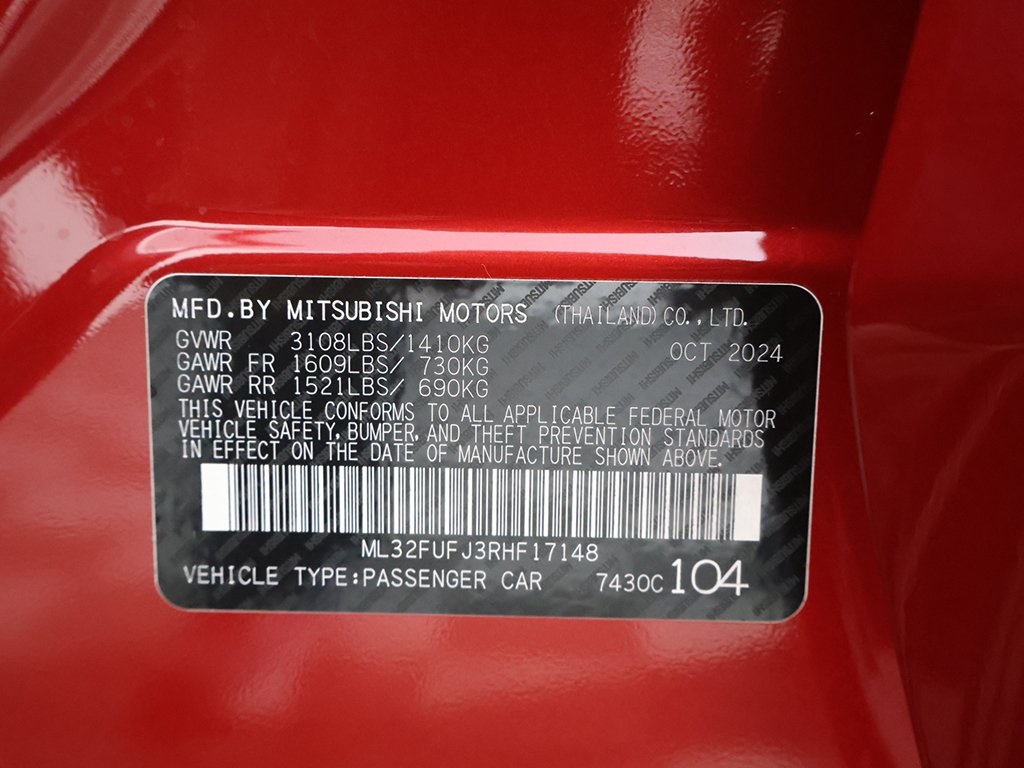 MFD.BY MITSUBISHI MOTORS (THAILAND)CO.,LTD.
GVWR 3108LBS/1410KG OCT. 2024
GAWR FR 1609LBS/ 730KG
GAWR RR 1521LBS/ 690KG
THIS VEHICLE CONFORMS TO ALL APPLICABLE FEDERAL MOTOR
VEHICLE SAFETY, BUMPER, AND THEFT PREVENTION STANDARDS
IN EFFECT ON THE DATE OF MANUFACTURE SHOWN ABOVE.
ML32FUFJ3RHF17148
VEHICLE TYPE:PASSENGER CAR 7430C 104